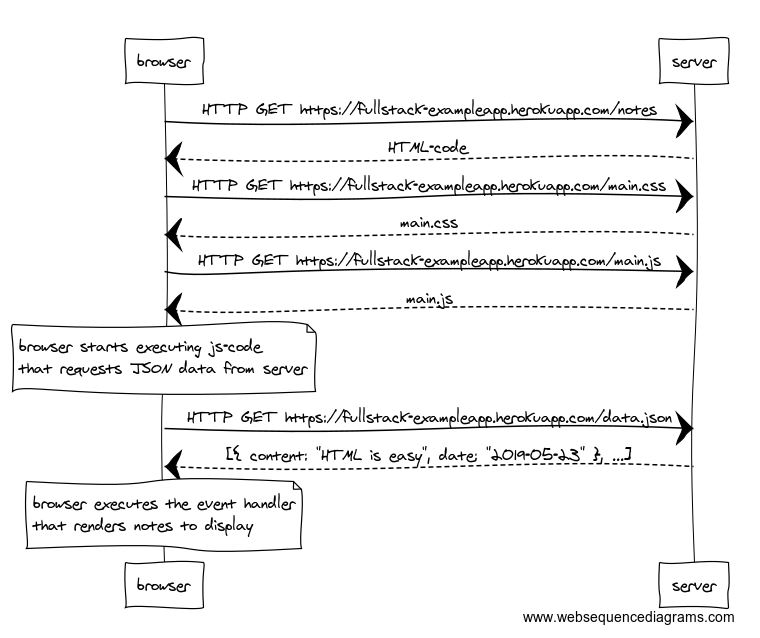 browser
server
HTTP GET https://fullstack-exampleapp.herokuapp.com/notes
HTML-code
HTTP GET https://fullstack-exampleapp.herokuapp.com/main.css
main.css
HTTP GET https://fullstack-exampleapp.herokuapp.com/main.js
main.js
browser starts executing js-code
that requests JSON data from server
HTTP GET https://fullstack-exampleapp.herokuapp.com/data.json
[{ content: "HTML is easy", date: "2019-05-23" }, ...]
browser executes the event handler
that renders notes to display
browser
server
www.websequencediagrams.com